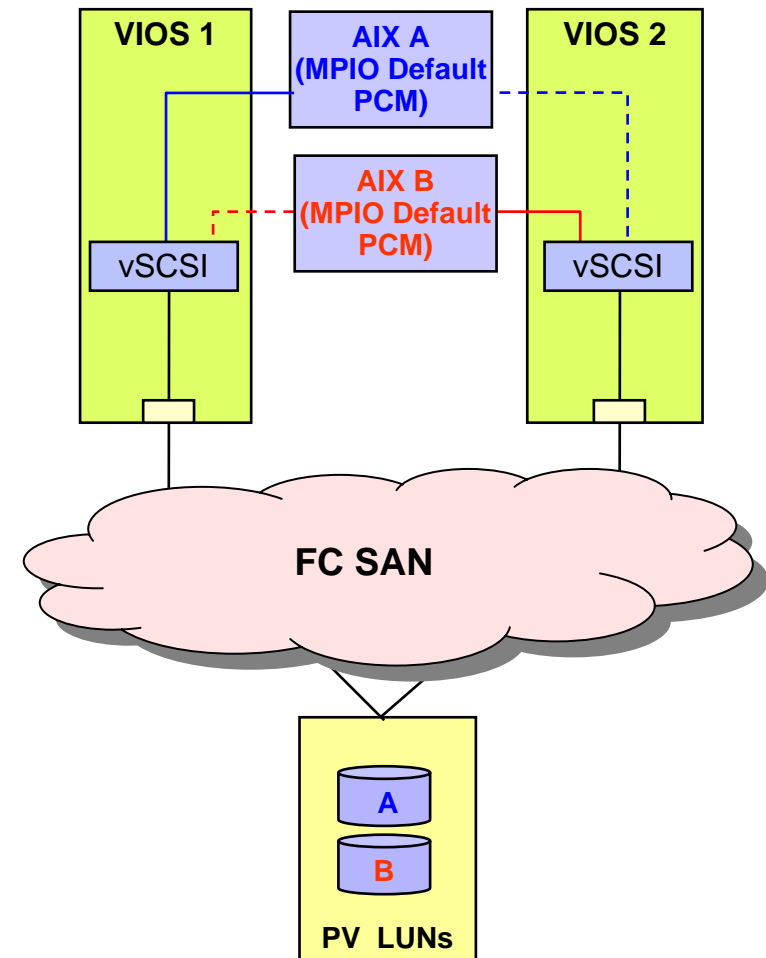 VIOS 1
AIX A
(MPIO Default
PCM)
VIOS 2
AIX B
(MPIO Default
PCM)
vSCSI
vSCSI
FC SAN
A
B
PV LUNs